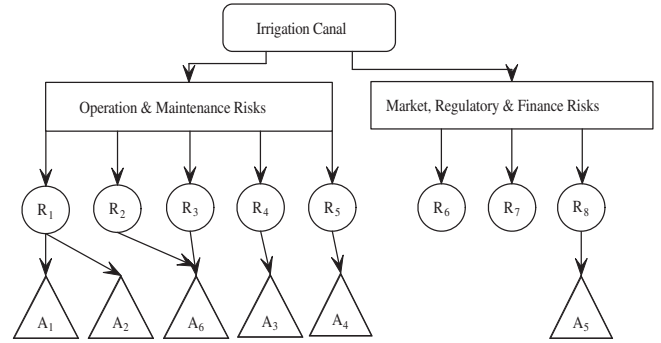 Irrigation Canal
Operation & Maintenance Risks
Market, Regulatory & Finance Risks
R₁ R₂ R₃ R₄ R₅ R₆ R₇ R₈
A₁ A₂ A₆ A₃ A₄ A₅